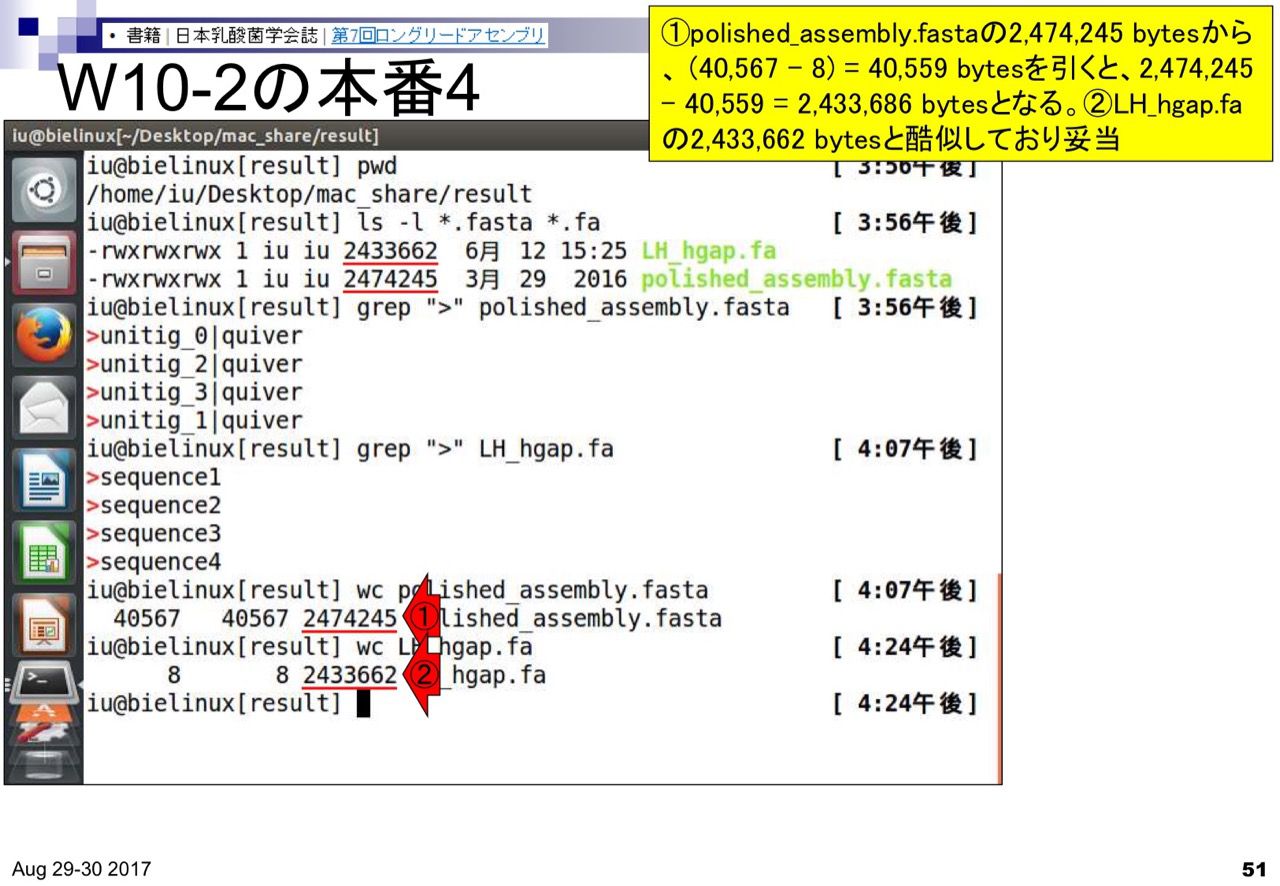 • 書籍 | 日本乳酸菌学会誌 | 第7回ロングリードアセンブリ
W10-2の本番4
①polished_assembly.fastaの2,474,245 bytesから
、（40,567 – 8）= 40,559 bytesを引くと、2,474,245
– 40,559 = 2,433,686 bytesとなる。②LH_hgap.fa
の2,433,662 bytesと酷似しており妥当
iu@bielinux[~/Desktop/mac_share/result]
iu@bielinux[result] pwd [ 3:56午後]
/home/iu/Desktop/mac_share/result
iu@bielinux[result] ls -l *.fasta *.fa [ 3:56午後]
-rwxrwxrwx 1 iu iu 2433662 6月 12 15:25 LH_hgap.fa
-rwxrwxrwx 1 iu iu 2474245 3月 29 2016 polished_assembly.fasta
iu@bielinux[result] grep ">" polished_assembly.fasta [ 3:56午後]
>unitig_0|quiver
>unitig_2|quiver
>unitig_3|quiver
>unitig_1|quiver
iu@bielinux[result] grep ">" LH_hgap.fa [ 4:07午後]
>sequence1
>sequence2
>sequence3
>sequence4
iu@bielinux[result] wc polished_assembly.fasta [ 4:07午後]
40567 40567 2474245 ①lished_assembly.fasta
iu@bielinux[result] wc LH_hgap.fa [ 4:24午後]
8 8 2433662 ②_hgap.fa
iu@bielinux[result] [ 4:24午後]
Aug 29-30 2017
51